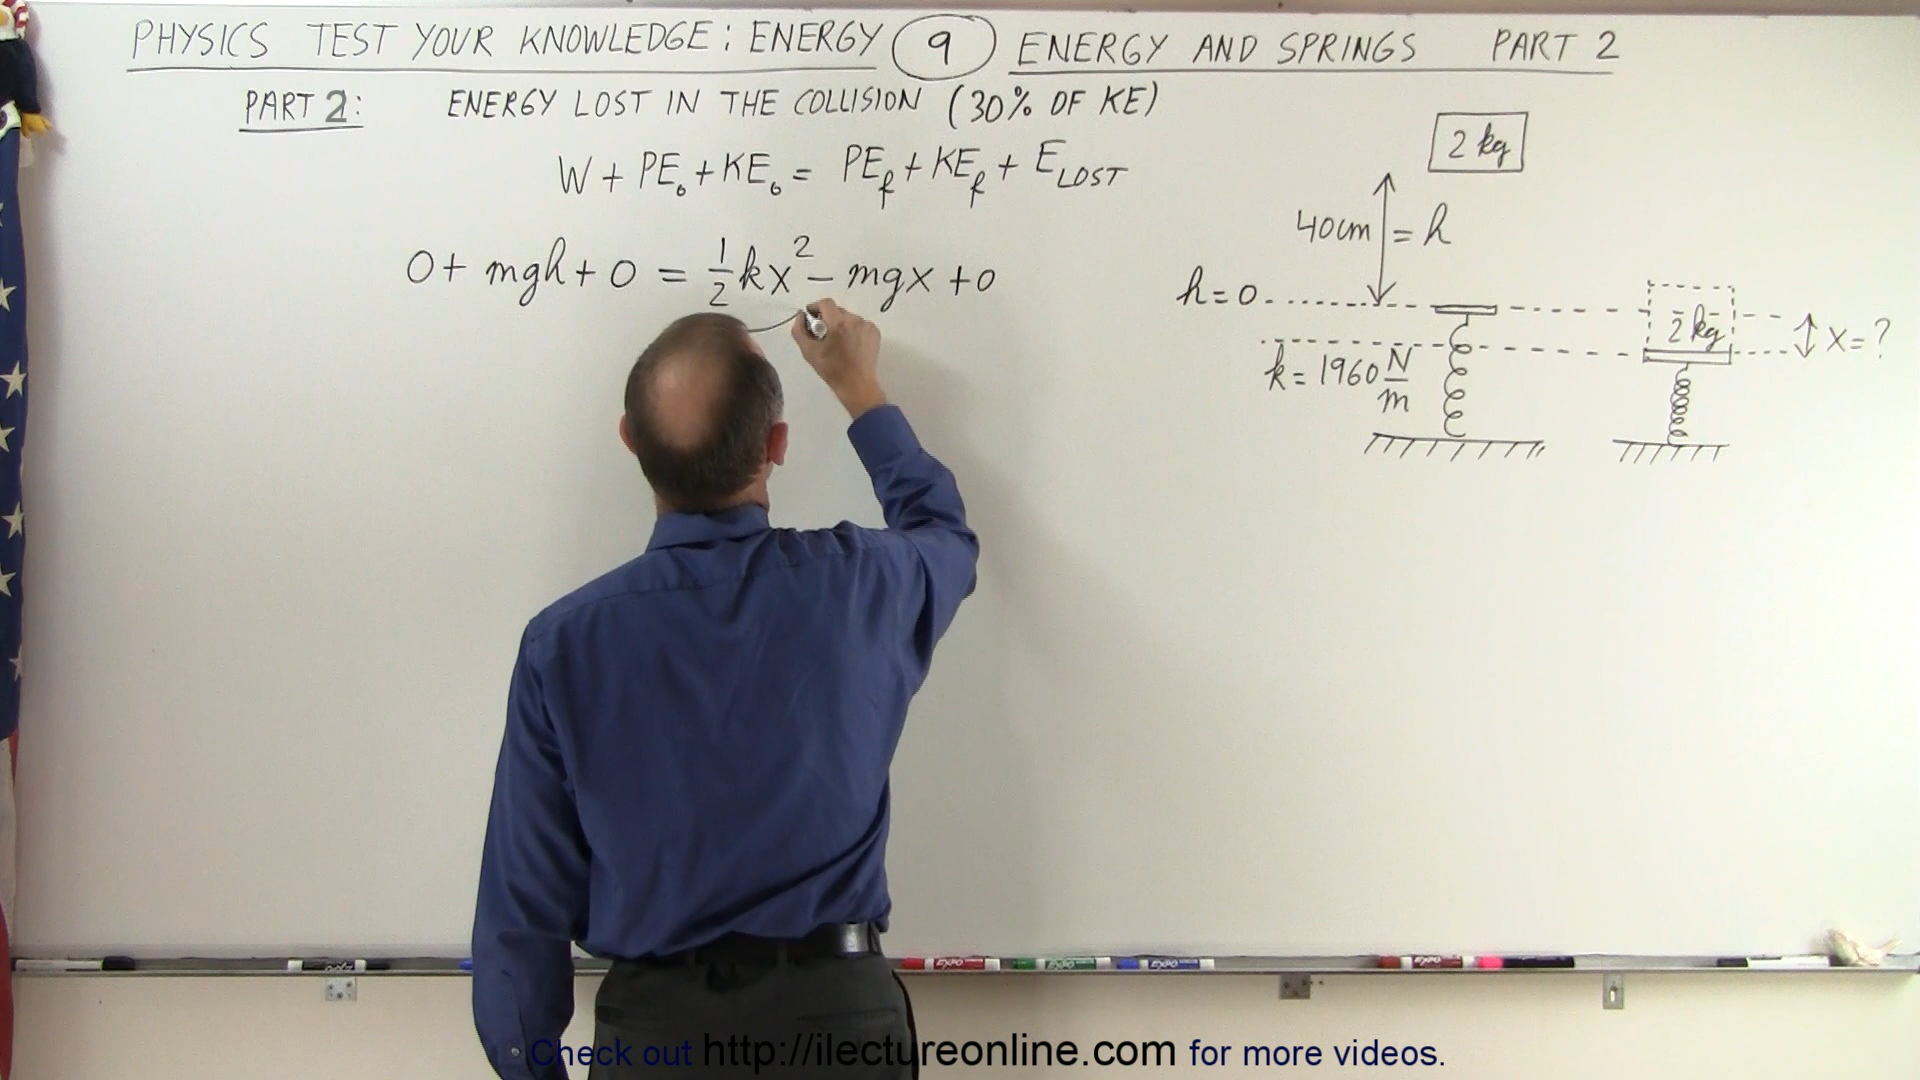 PHYSICS TEST YOUR KNOWLEDGE: ENERGY 9 ENERGY AND SPRINGS PART 2
PART 2: ENERGY LOST IN THE COLLISION (30% OF KE)
W + PE₀ + KE₀ = PE_f + KE_f + E_LOST
0 + mgh + 0 = 1/2 kx² - mgx + 0
2 kg
40cm = h
h = 0
2 kg
x = ?
k = 1960 N/m
Check out http://ilectureonline.com for more videos.